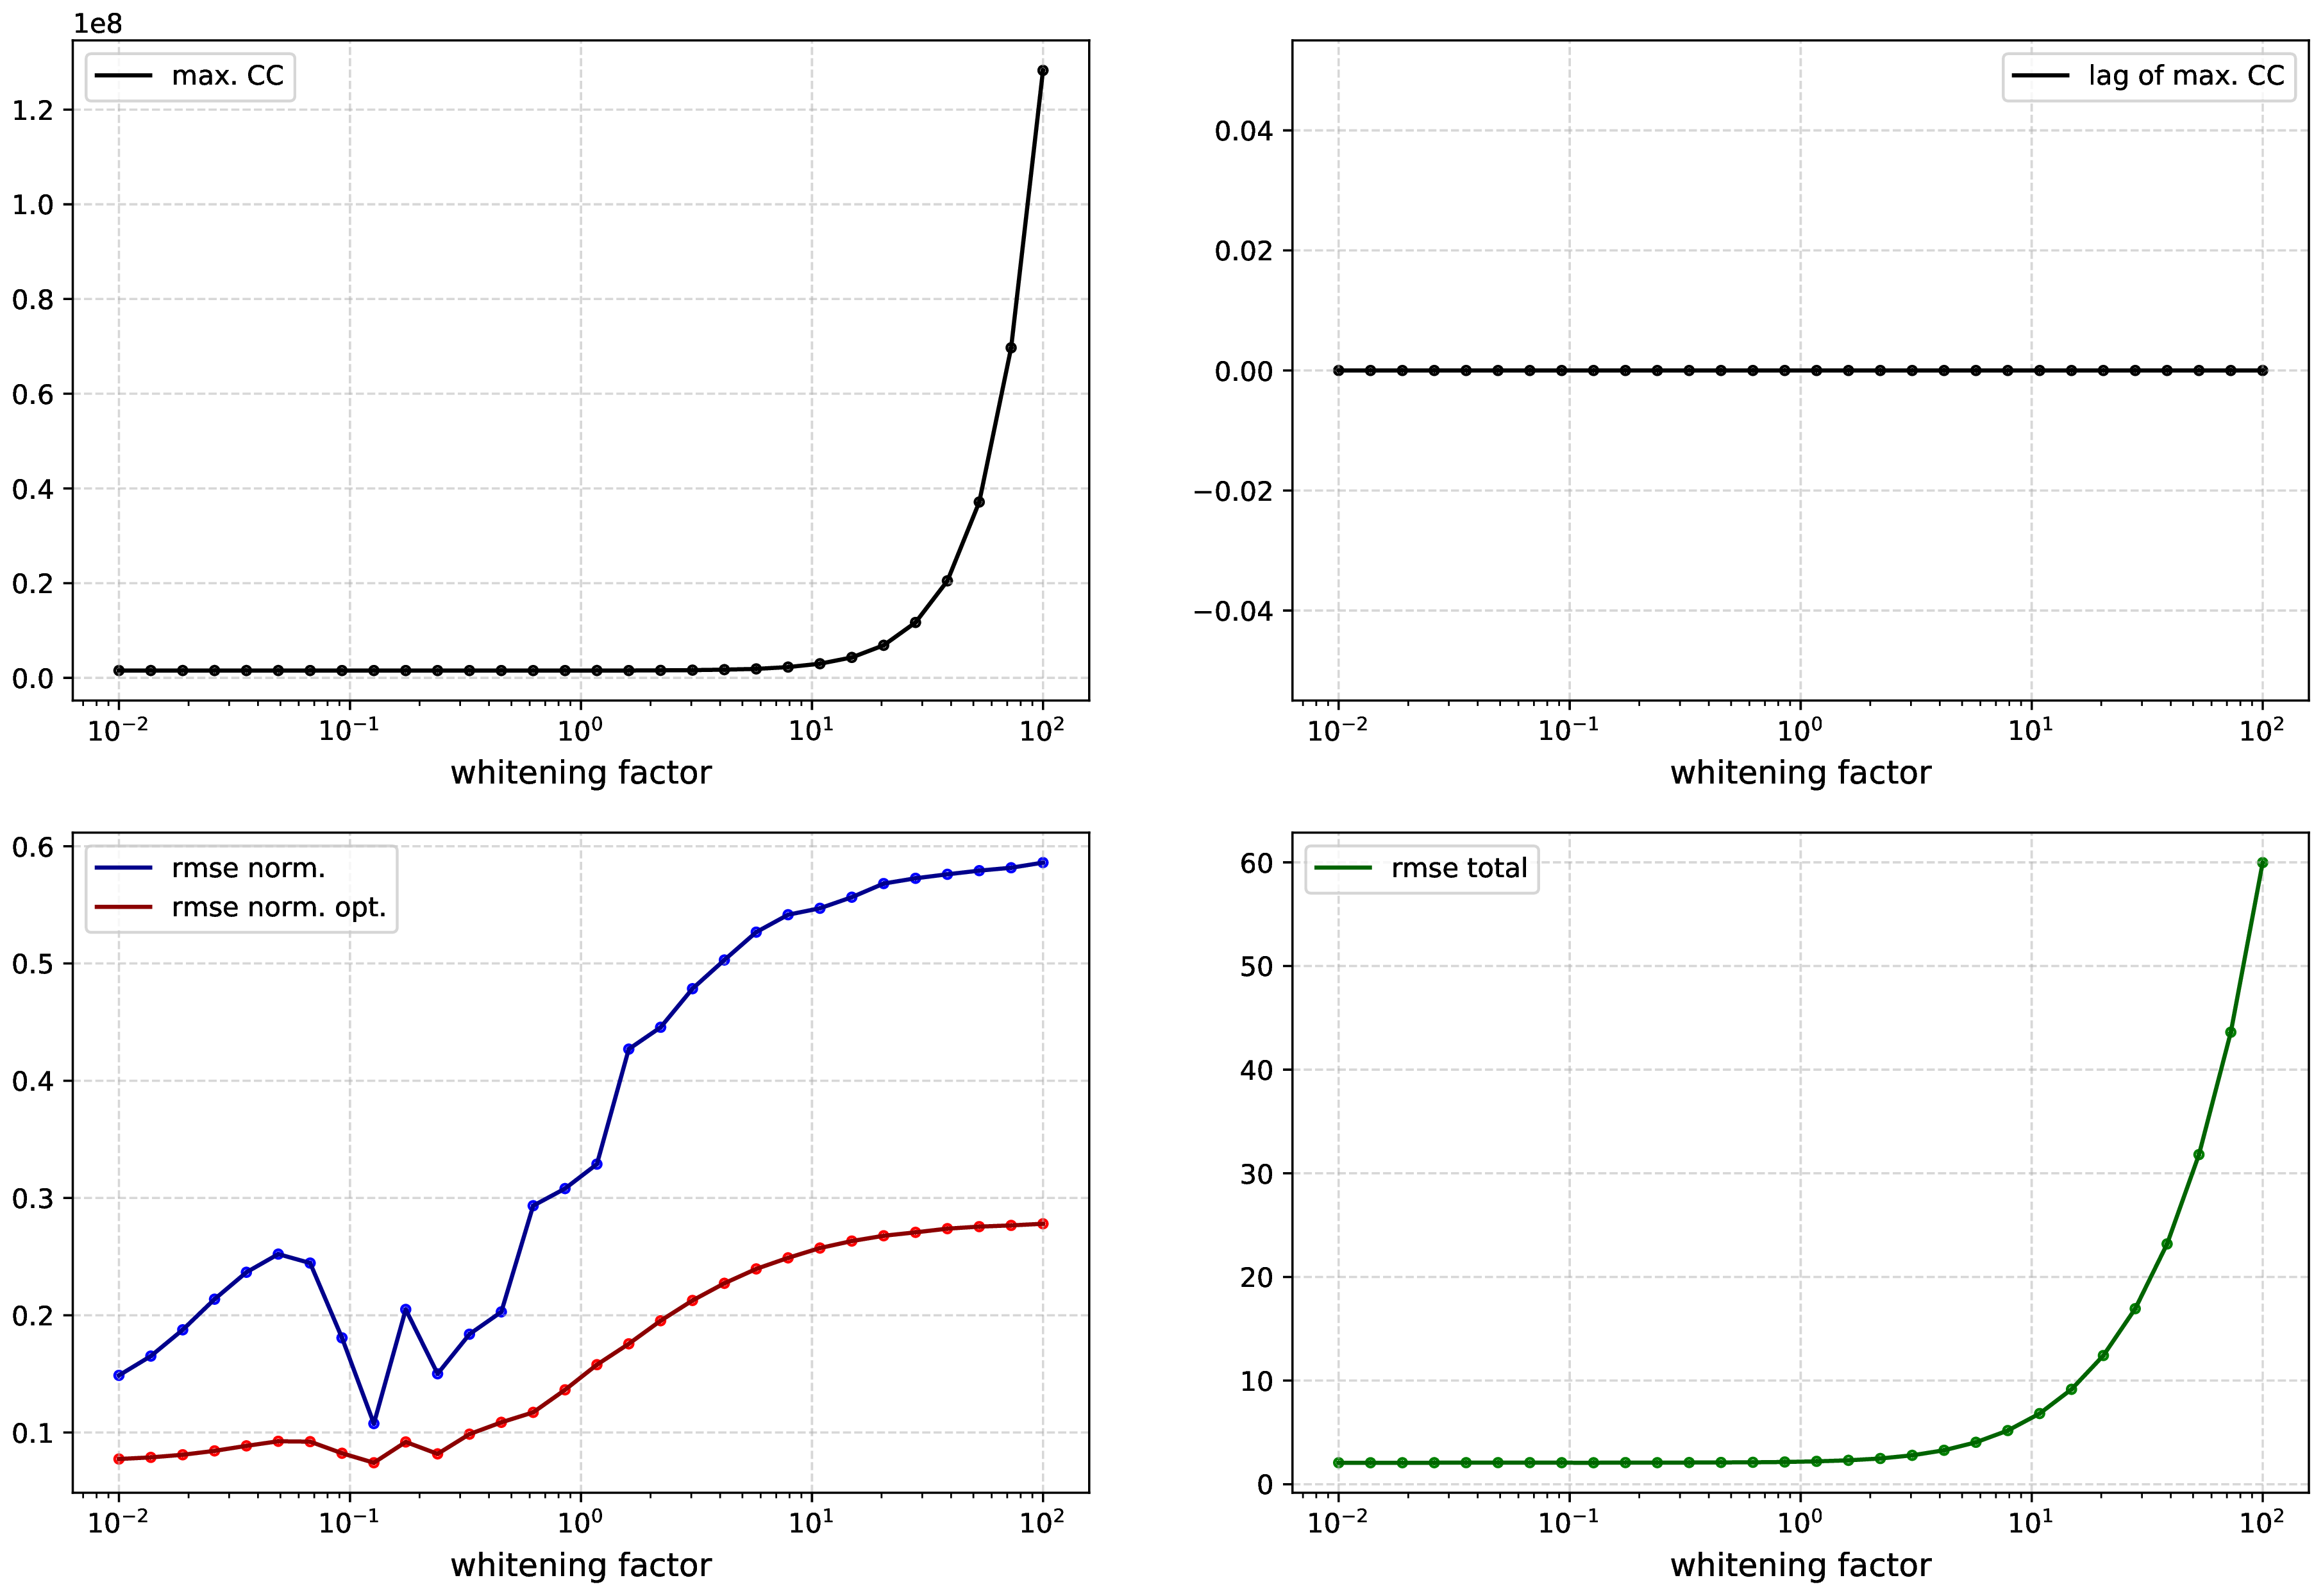 1e8
max. CC
1.2
1.0
0.8
0.6
0.4
0.2
0.0
10⁻² 10⁻¹ 10⁰ 10¹ 10²
whitening factor
lag of max. CC
0.04
0.02
0.00
−0.02
−0.04
10⁻² 10⁻¹ 10⁰ 10¹ 10²
whitening factor
rmse norm.
rmse norm. opt.
0.6
0.5
0.4
0.3
0.2
0.1
10⁻² 10⁻¹ 10⁰ 10¹ 10²
whitening factor
rmse total
60
50
40
30
20
10
0
10⁻² 10⁻¹ 10⁰ 10¹ 10²
whitening factor